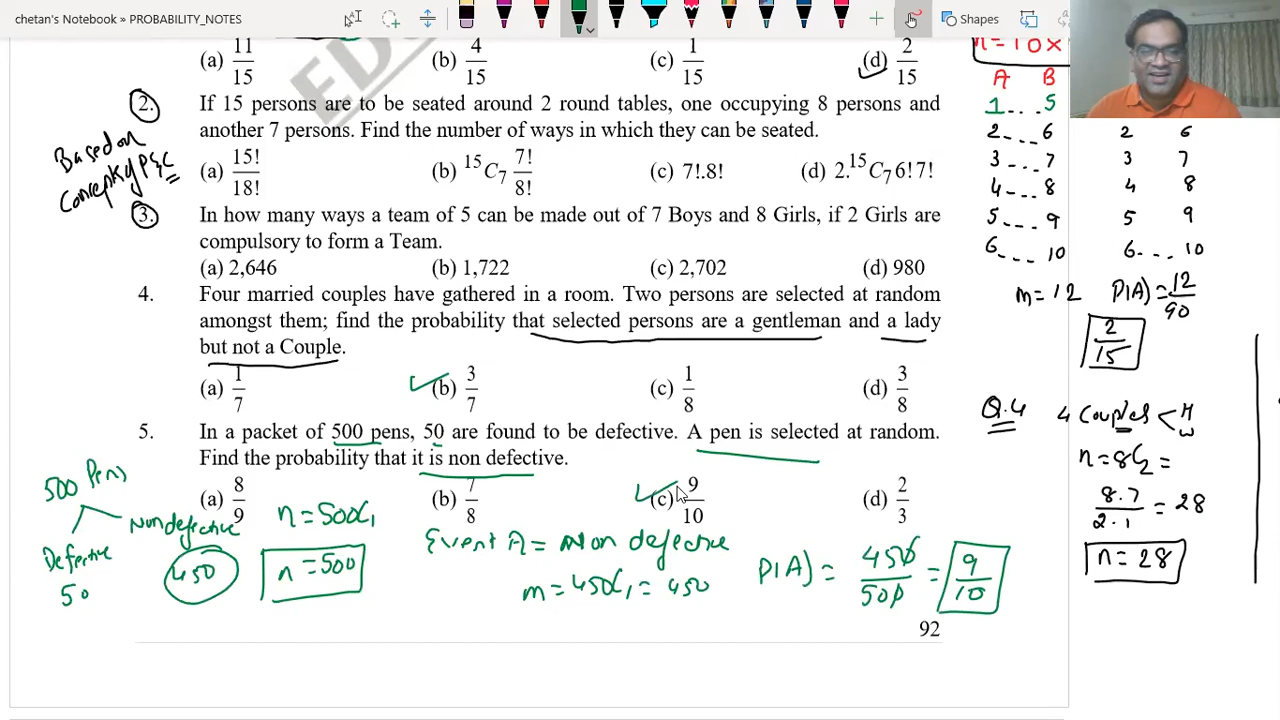 chetan's Notebook » PROBABILITY_NOTES
Shapes
(a) 11/15 (b) 4/15 (c) 1/15 (d) 2/15
2. If 15 persons are to be seated around 2 round tables, one occupying 8 persons and
another 7 persons. Find the number of ways in which they can be seated.
(a) 15!/18! (b) ¹⁵C₇ 7!/8! (c) 7!.8! (d) 2.¹⁵C₇6!7!
Based on
Concept of P&C
3. In how many ways a team of 5 can be made out of 7 Boys and 8 Girls, if 2 Girls are
compulsory to form a Team.
(a) 2,646 (b) 1,722 (c) 2,702 (d) 980
4. Four married couples have gathered in a room. Two persons are selected at random
amongst them; find the probability that selected persons are a gentleman and a lady
but not a Couple.
(a) 1/7 (b) 3/7 (c) 1/8 (d) 3/8
5. In a packet of 500 pens, 50 are found to be defective. A pen is selected at random.
Find the probability that it is non defective.
(a) 8/9 (b) 7/8 (c) 9/10 (d) 2/3
500 Pens
Defective
50
Non defective
450
n = 500C₁
n = 500
Event A = Non defective
m = 450C₁ = 450
P(A) = 450/500 = 9/10
92
n = 10 ×
A B
1 ... 5
2 --- 6
3 --- 7
4 --- 8
5 --- 9
6 --- 10
2 6
3 7
4 8
5 9
6 ... 10
m = 12 P(A) = 12/90
2/15
Q.4 4 Couples < H
W
n = 8C₂ =
8.7/2.1 = 28
n = 28